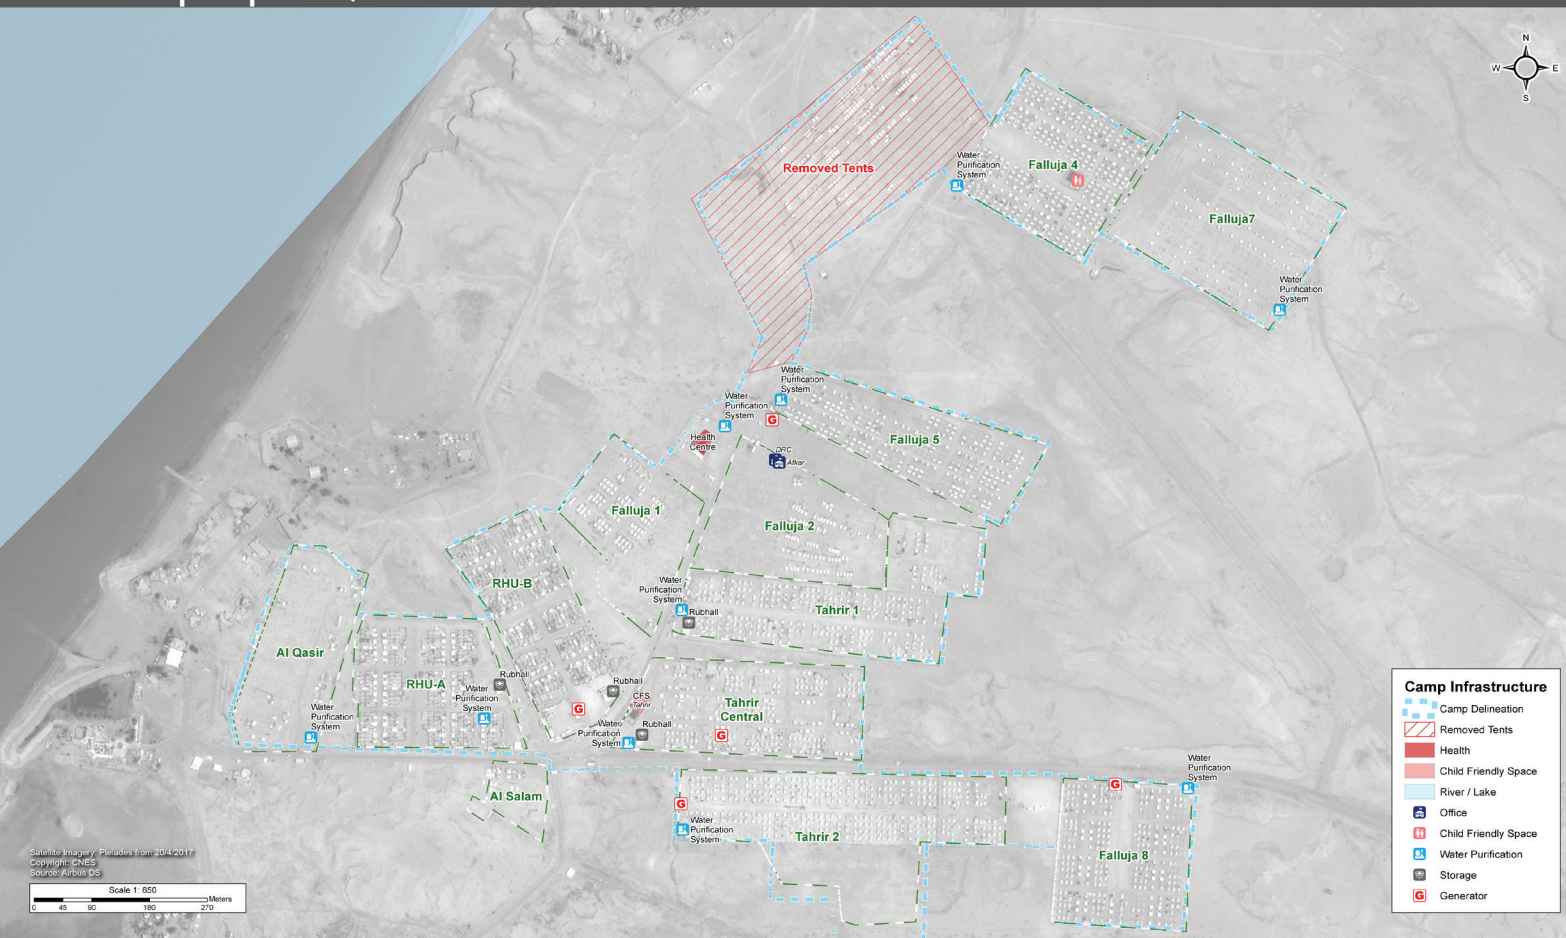 N
W E
S
Removed Tents
Water
Purification
System
Falluja 4
Falluja7
Water
Purification
System
Water
Purification
System
Water
Purification
System
Health
Centre
DRC
Afkar
Falluja 5
Falluja 1
Falluja 2
RHU-B
Water
Purification
System
Rubhall
Tahrir 1
Al Qasir
RHU-A
Rubhall
Water
Purification
System
Rubhall
CFS
Tahrir
Tahrir
Central
Water
Purification
System
Water
Purification
System
Rubhall
G
G
G
G
G
Al Salam
Water
Purification
System
Tahrir 2
Water
Purification
System
Falluja 8
Camp Infrastructure
Camp Delineation
Removed Tents
Health
Child Friendly Space
River / Lake
Office
Child Friendly Space
Water Purification
Storage
G Generator
Satellite Imagery: Pleiades from 20/4/2017
Copyright: CNES
Source: Airbus DS
Scale 1: 650
Meters
0 45 90 180 270